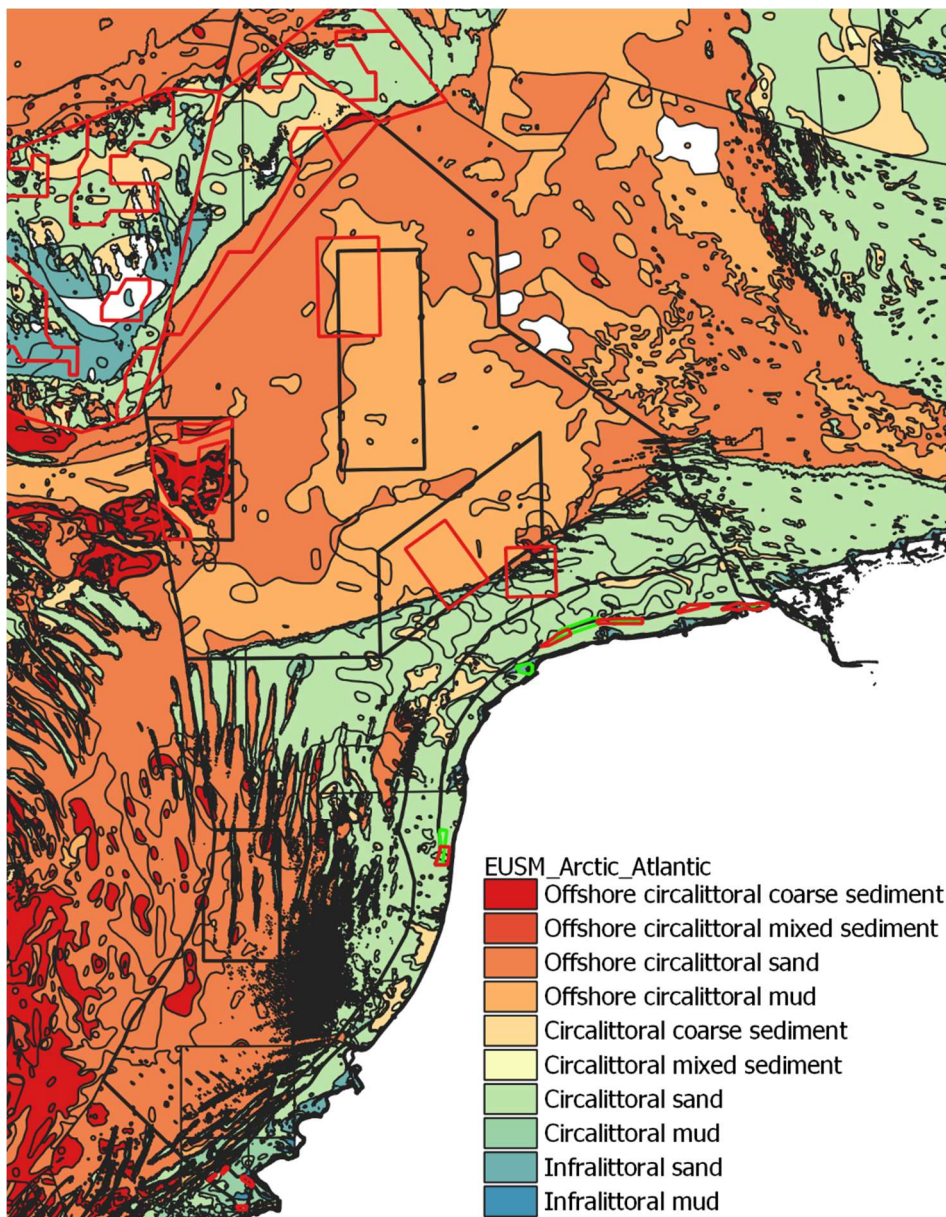 EUSM_Arctic_Atlantic
Offshore circalittoral coarse sediment
Offshore circalittoral mixed sediment
Offshore circalittoral sand
Offshore circalittoral mud
Circalittoral coarse sediment
Circalittoral mixed sediment
Circalittoral sand
Circalittoral mud
Infralittoral sand
Infralittoral mud